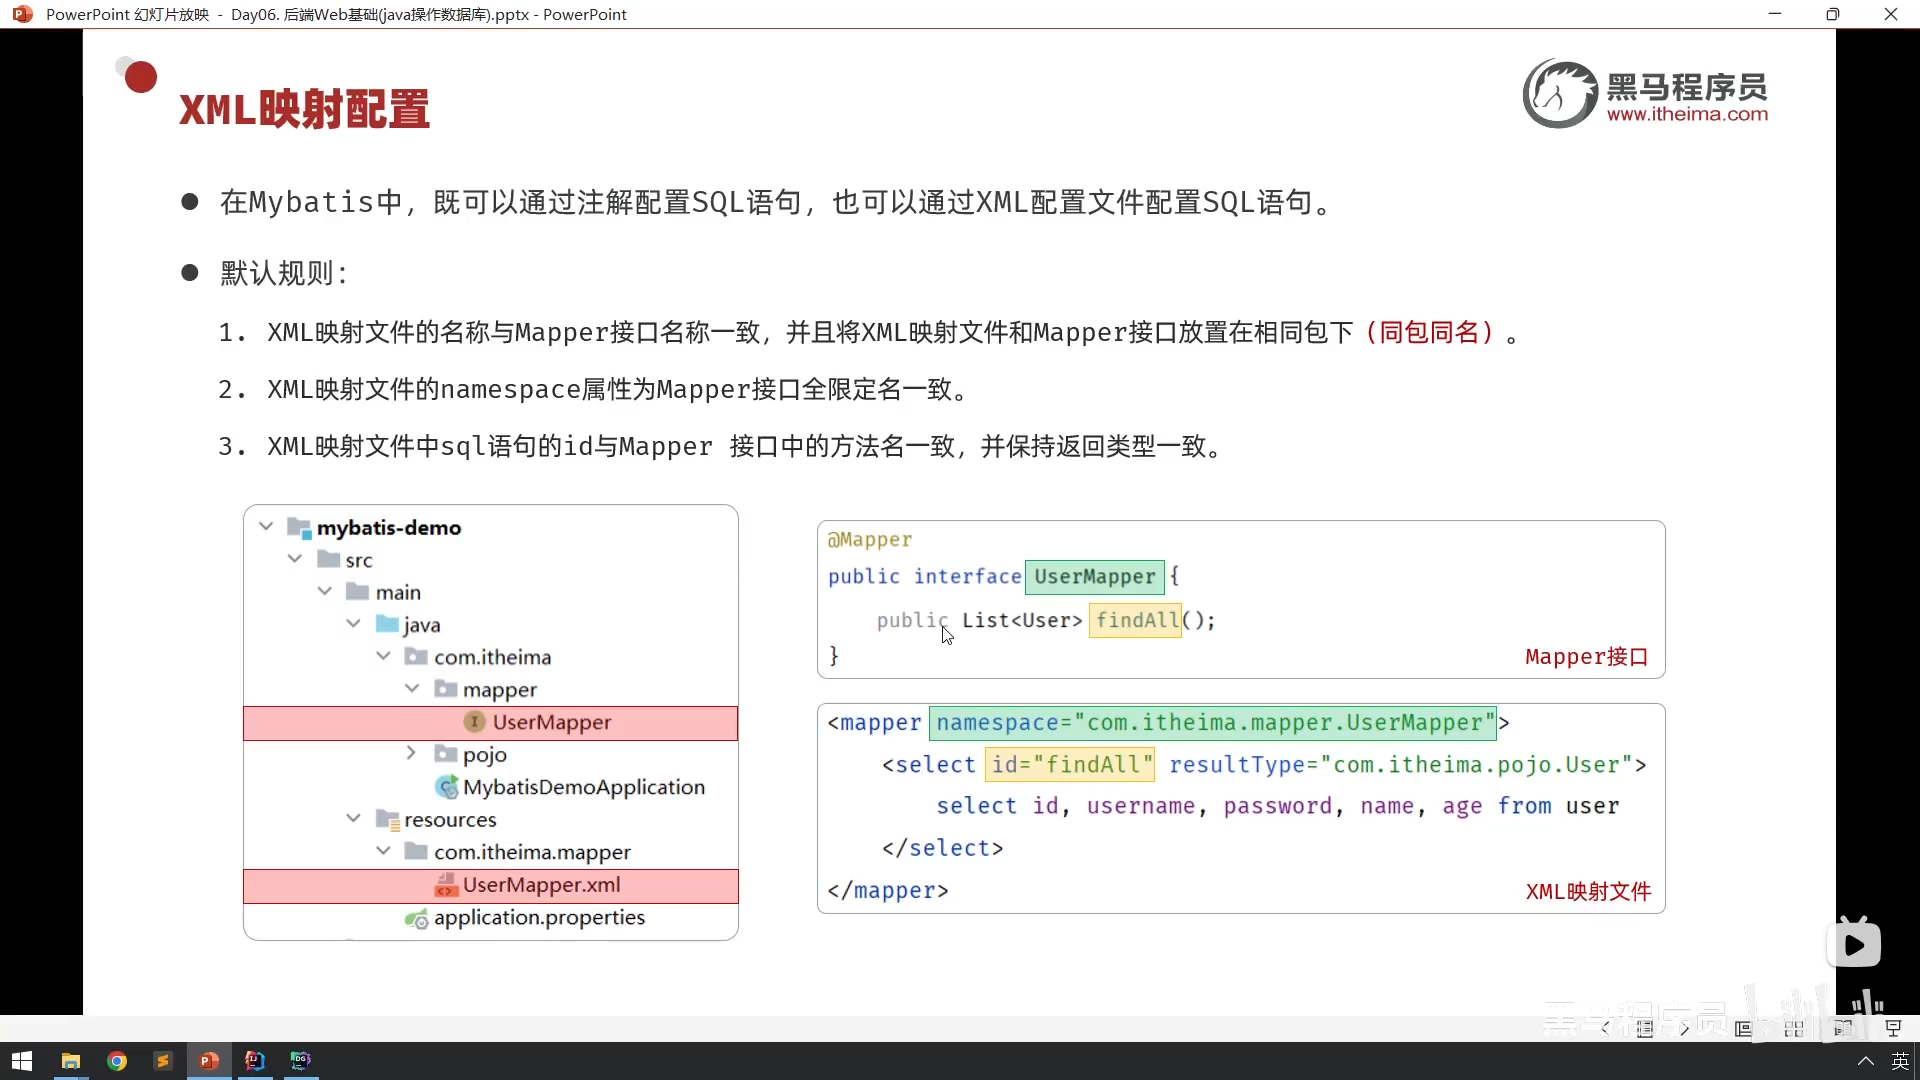 PowerPoint 幻灯片放映 - Day06. 后端Web基础(java操作数据库).pptx - PowerPoint
XML映射配置
黑马程序员
www.itheima.com
在Mybatis中，既可以通过注解配置SQL语句，也可以通过XML配置文件配置SQL语句。
默认规则：
1. XML映射文件的名称与Mapper接口名称一致，并且将XML映射文件和Mapper接口放置在相同包下（同包同名）。
2. XML映射文件的namespace属性为Mapper接口全限定名一致。
3. XML映射文件中sql语句的id与Mapper 接口中的方法名一致，并保持返回类型一致。
mybatis-demo
src
main
java
com.itheima
mapper
UserMapper
pojo
MybatisDemoApplication
resources
com.itheima.mapper
UserMapper.xml
application.properties
@Mapper
public interface UserMapper {
public List<User> findAll();
}
Mapper接口
<mapper namespace="com.itheima.mapper.UserMapper">
<select id="findAll" resultType="com.itheima.pojo.User">
select id, username, password, name, age from user
</select>
</mapper>
XML映射文件
黑马程序员
英